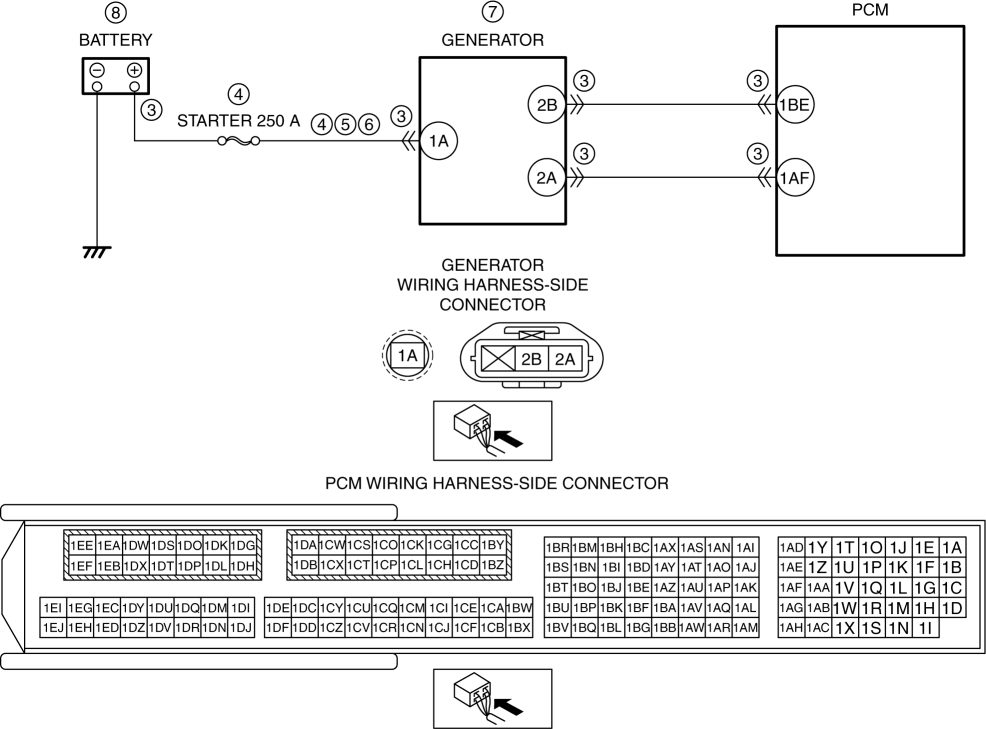 ⑧ ⑦ PCM
BATTERY GENERATOR
− +
③ ④ ③ ③
STARTER 250 A ④⑤⑥ ③ 2B 1BE
1A
③ ③
2A 1AF
GENERATOR
WIRING HARNESS-SIDE
CONNECTOR
1A 2B 2A
PCM WIRING HARNESS-SIDE CONNECTOR
1EE 1EA 1DW 1DS 1DO 1DK 1DG 1DA 1CW 1CS 1CO 1CK 1CG 1CC 1BY 1BR 1BM 1BH 1BC 1AX 1AS 1AN 1AI 1AD 1Y 1T 1O 1J 1E 1A
1EF 1EB 1DX 1DT 1DP 1DL 1DH 1DB 1CX 1CT 1CP 1CL 1CH 1CD 1BZ 1BS 1BN 1BI 1BD 1AY 1AT 1AO 1AJ 1AE 1Z 1U 1P 1K 1F 1B
1BT 1BO 1BJ 1BE 1AZ 1AU 1AP 1AK 1AF 1AA 1V 1Q 1L 1G 1C
1EI 1EG 1EC 1DY 1DU 1DQ 1DM 1DI 1DE 1DC 1CY 1CU 1CQ 1CM 1CI 1CE 1CA 1BW 1BU 1BP 1BK 1BF 1BA 1AV 1AQ 1AL 1AG 1AB 1W 1R 1M 1H 1D
1EJ 1EH 1ED 1DZ 1DV 1DR 1DN 1DJ 1DF 1DD 1CZ 1CV 1CR 1CN 1CJ 1CF 1CB 1BX 1BV 1BQ 1BL 1BG 1BB 1AW 1AR 1AM 1AH 1AC 1X 1S 1N 1I